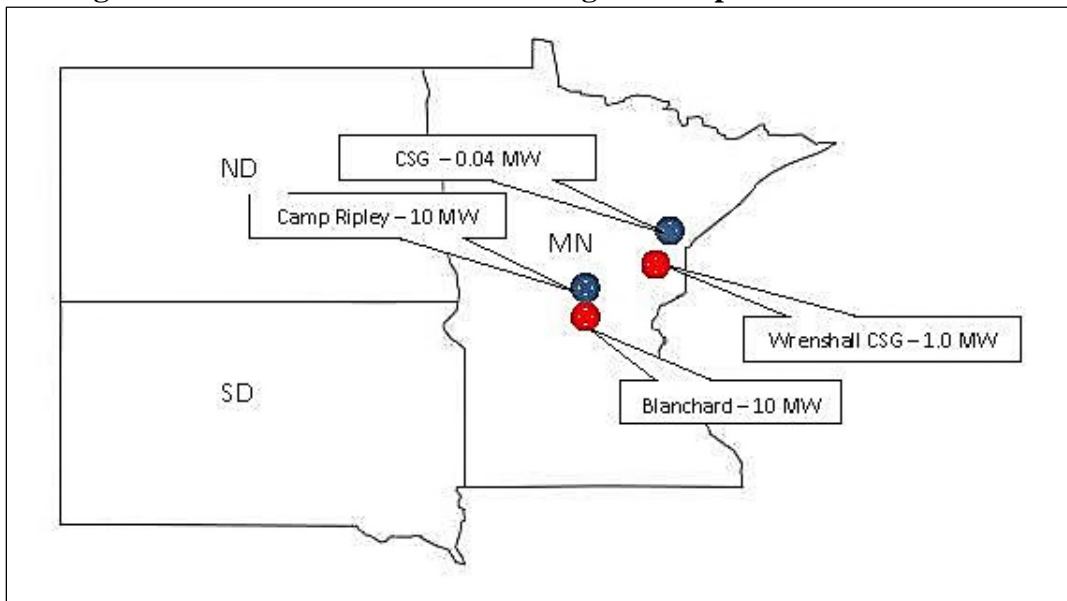 ND
CSG – 0.04 MW
Camp Ripley – 10 MW
MN
Wrenshall CSG – 1.0 MW
SD
Blanchard – 10 MW